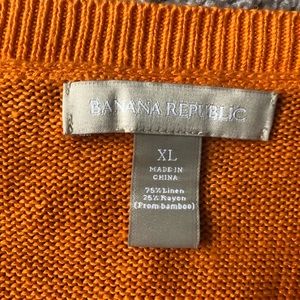 BANANA REPUBLIC
XL
MADE IN
CHINA
75% Linen
25% Rayon
(From bamboo)